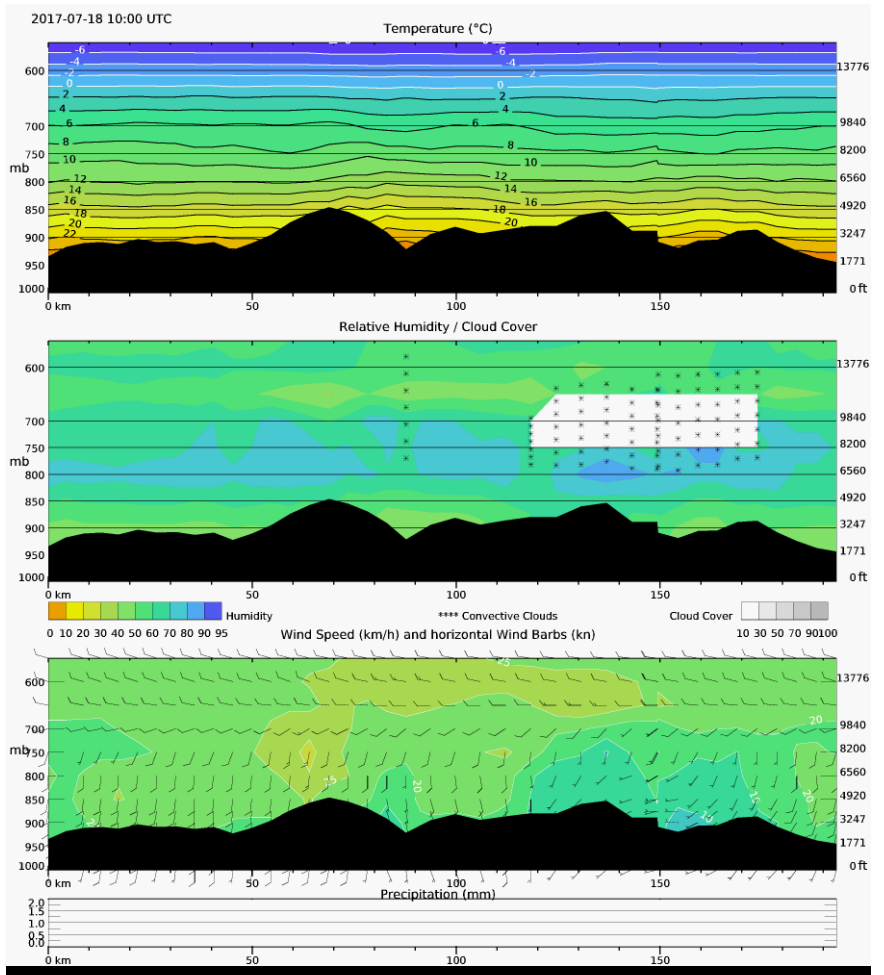 2017-07-18 10:00 UTC
Temperature (°C)
-6 -6
-4 -4
600 -2 -2 13776
0 0
2 2
4 4
700 6 6 9840
8 8
750 8200
mb 10 10
800 12 12 6560
14 14
16 16
850 18 18 4920
20 20
900 22 3247
950 1771
1000 0 ft
0 km 50 100 150
Relative Humidity / Cloud Cover
600 13776
700 9840
750 8200
mb
800 6560
850 4920
900 3247
950 1771
1000 0 ft
0 km 50 100 150
Humidity **** Convective Clouds Cloud Cover
0 10 20 30 40 50 60 70 80 90 95 10 30 50 70 90100
Wind Speed (km/h) and horizontal Wind Barbs (kn)
25
600 13776
20
700 9840
mb 750 8200
800 25 20 6560
850 15 20 4920
900 10 3247
950 1771
1000 0 ft
0 km 50 100 150
Precipitation (mm)
2.0
1.5
1.0
0.5
0.0
0 km 50 100 150